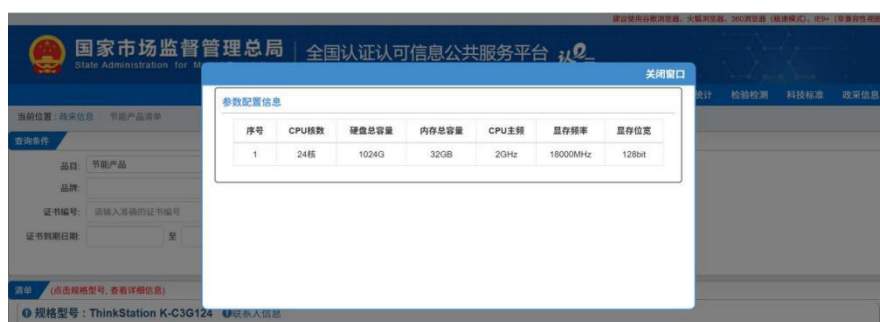 建议使用谷歌浏览器、火狐浏览器、360浏览器（极速模式）、IE9+（非兼容性视图
国家市场监督管理总局 全国认证认可信息公共服务平台
State Administration for M
关闭窗口
统计 检验检测 科技标准 政采信息
当前位置：政采信息 节能产品清单
参数配置信息
序号 CPU核数 硬盘总容量 内存总容量 CPU主频 显存频率 显存位宽
1 24核 1024G 32GB 2GHz 18000MHz 128bit
查询条件
品目: 节能产品
品牌:
证书编号: 请输入准确的证书编号
证书到期日期: 至
清单 (点击规格型号, 查看详细信息)
规格型号：ThinkStation K-C3G124 联系人信息